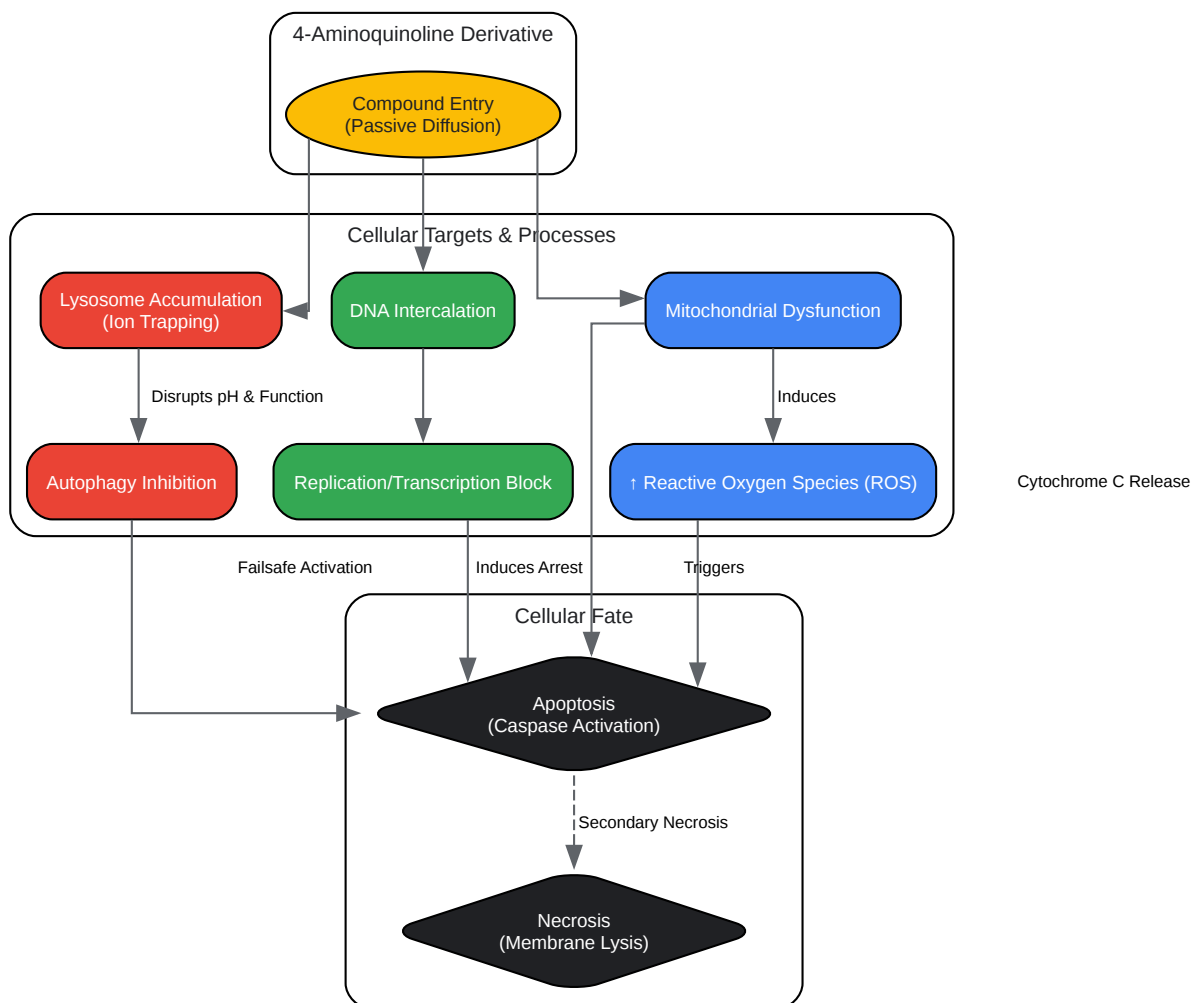 4-Aminoquinoline Derivative
Compound Entry
(Passive Diffusion)
Cellular Targets & Processes
Lysosome Accumulation
(Ion Trapping)
DNA Intercalation
Mitochondrial Dysfunction
Disrupts pH & Function
Induces
Autophagy Inhibition
Replication/Transcription Block
↑ Reactive Oxygen Species (ROS)
Cytochrome C Release
Failsafe Activation
Induces Arrest
Triggers
Cellular Fate
Apoptosis
(Caspase Activation)
Secondary Necrosis
Necrosis
(Membrane Lysis)